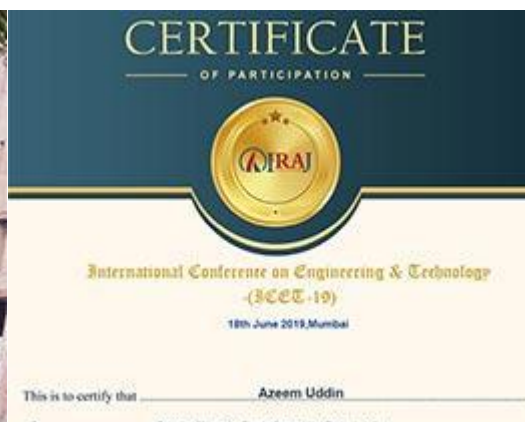 CERTIFICATE
OF PARTICIPATION
IRAJ
International Conference on Engineering & Technology
-(ICET-19)
18th June 2019,Mumbai
This is to certify that Azeem Uddin